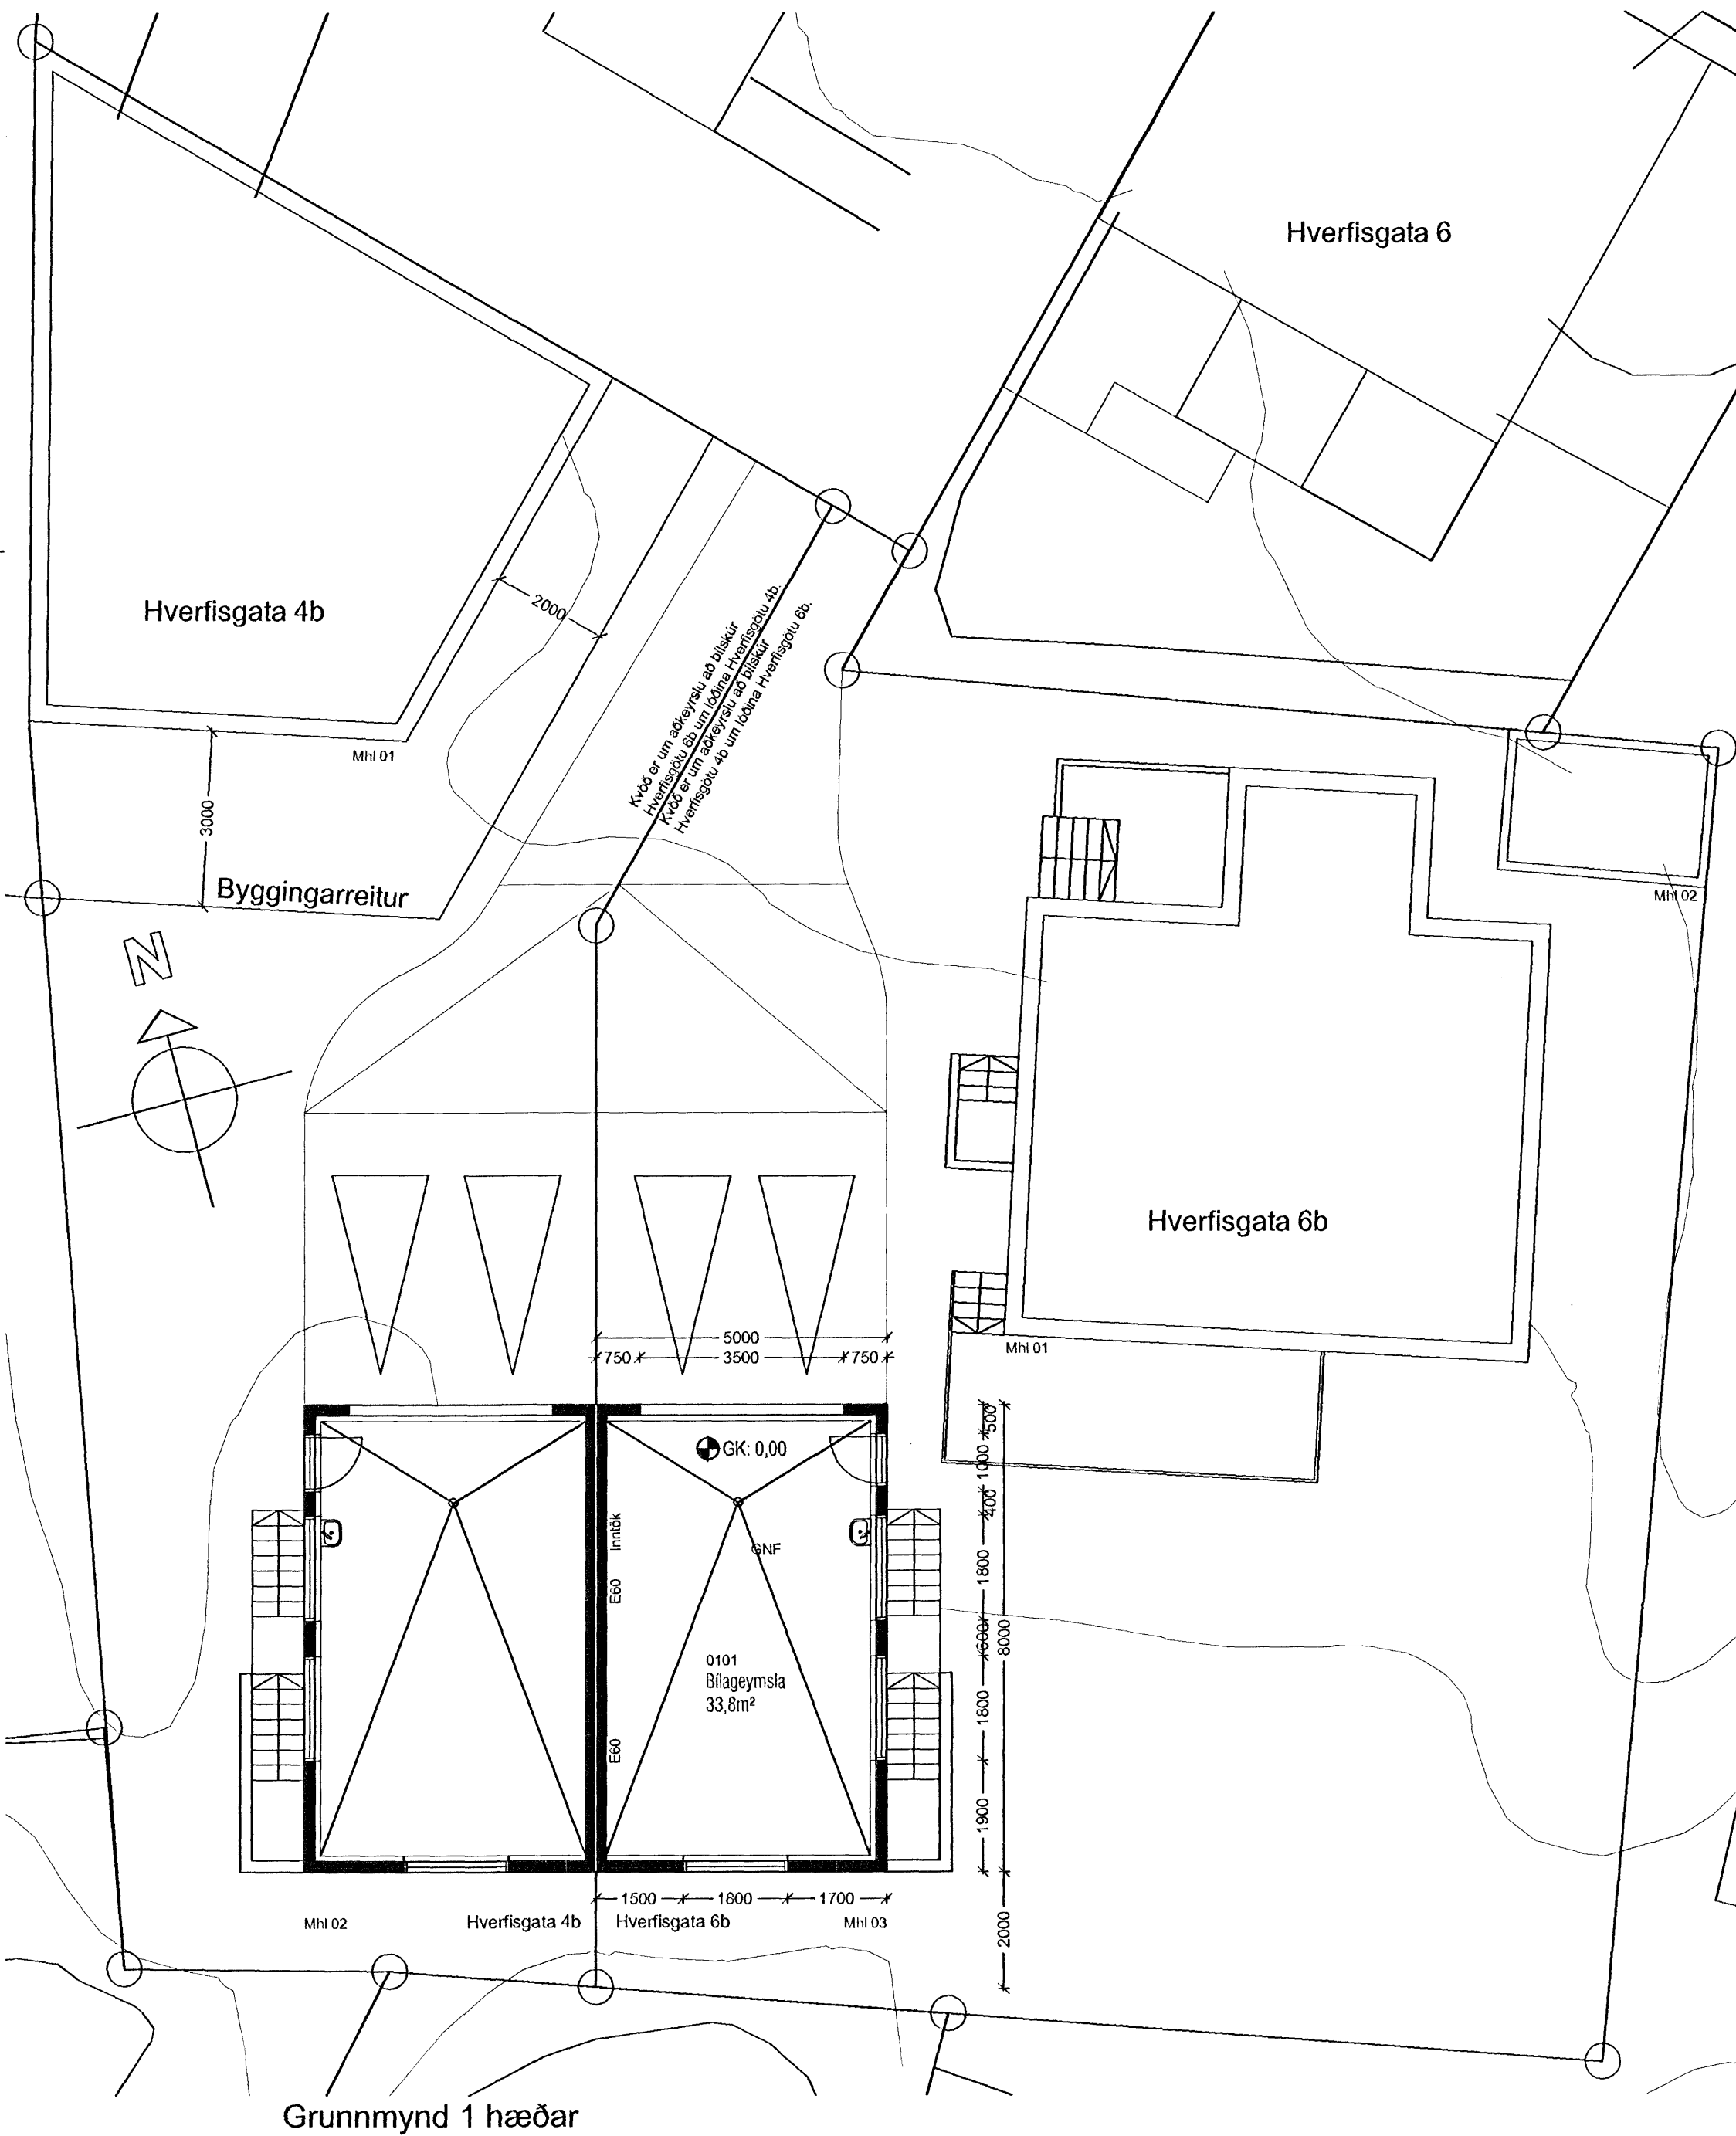 Hverfisgata 6
Hverfisgata 4b
2000
Kvöð er um aðkeyrslu að bílskúr
Hverfisgötu 6b um lóðina Hverfisgötu 4b.
Kvöð er um aðkeyrslu að bílskúr
Hverfisgötu 4b um lóðina Hverfisgötu 6b.
Mhl 01
3000
Byggingarreitur
Mhl 02
N
Hverfisgata 6b
5000
750
3500
750
Mhl 01
GK: 0,00
500
1000
400
1800
600
8000
1800
1900
2000
Inntök
GNF
E60
0101
Bílageymsla
33,8m²
E60
1500
1800
1700
Mhl 02
Hverfisgata 4b
Hverfisgata 6b
Mhl 03
Grunnmynd 1 hæðar